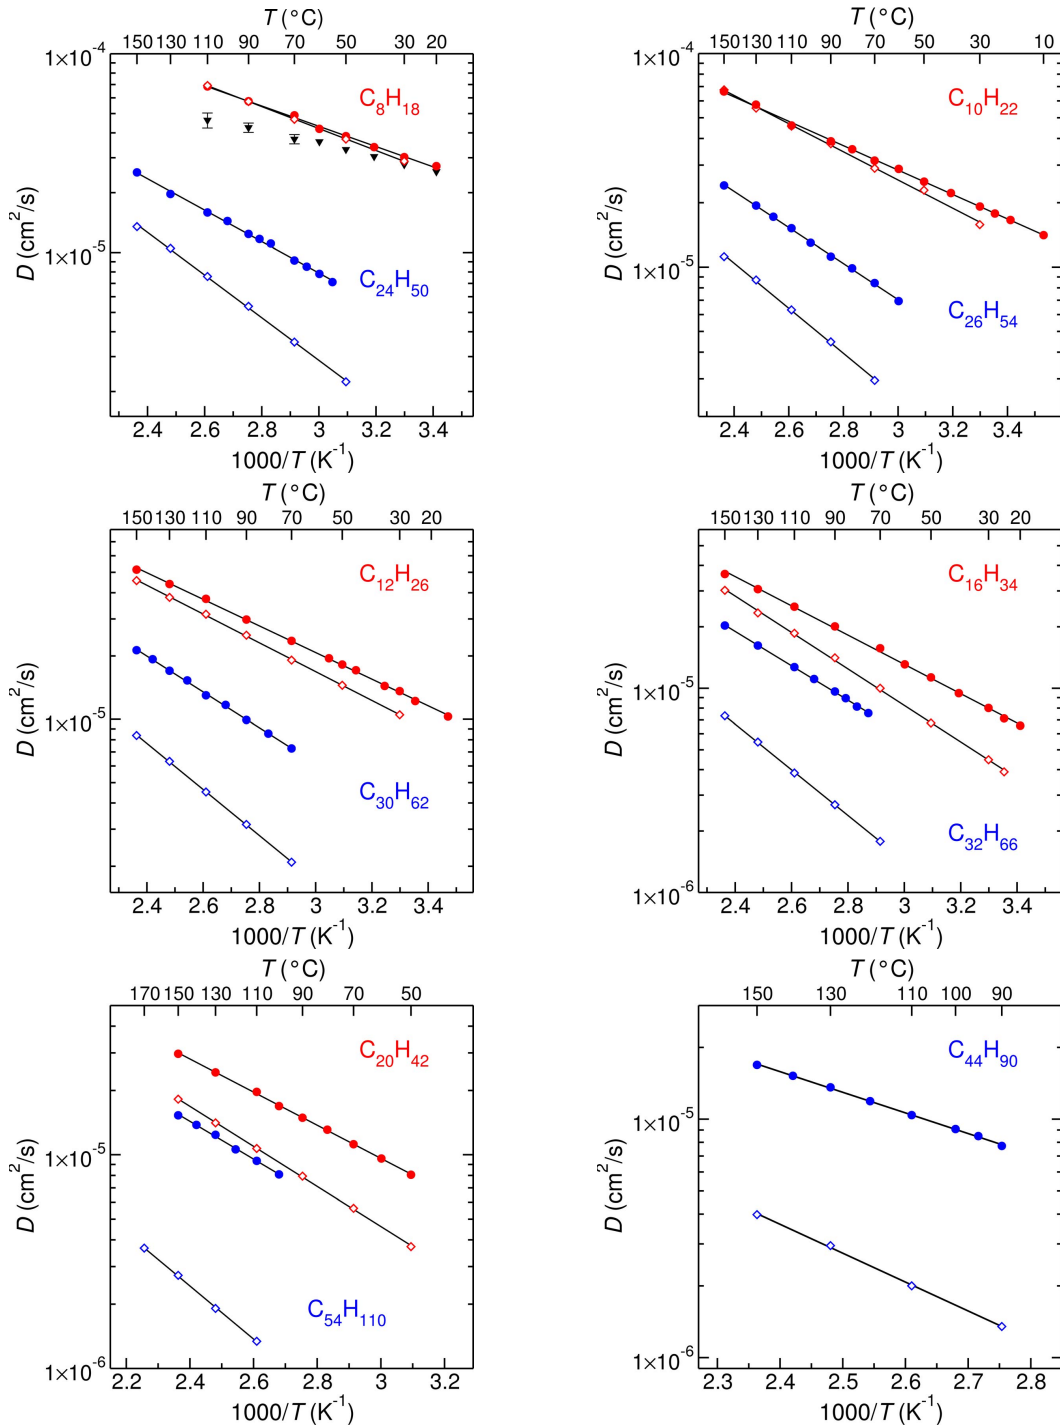 T (°C)
150 130 110 90 70 50 30 20
1×10⁻⁴
C₈H₁₈
D (cm²/s)
1×10⁻⁵
C₂₄H₅₀
2.4 2.6 2.8 3 3.2 3.4
1000/T (K⁻¹)
T (°C)
150 130 110 90 70 50 30 10
1×10⁻⁴
C₁₀H₂₂
D (cm²/s)
1×10⁻⁵
C₂₆H₅₄
2.4 2.6 2.8 3 3.2 3.4
1000/T (K⁻¹)
T (°C)
150 130 110 90 70 50 30 20
C₁₂H₂₆
D (cm²/s)
1×10⁻⁵
C₃₀H₆₂
2.4 2.6 2.8 3 3.2 3.4
1000/T (K⁻¹)
T (°C)
150 130 110 90 70 50 30 20
C₁₆H₃₄
D (cm²/s)
1×10⁻⁵
C₃₂H₆₆
1×10⁻⁶
2.4 2.6 2.8 3 3.2 3.4
1000/T (K⁻¹)
T (°C)
170 150 130 110 90 70 50
C₂₀H₄₂
D (cm²/s)
1×10⁻⁵
C₅₄H₁₁₀
1×10⁻⁶
2.2 2.4 2.6 2.8 3 3.2
1000/T (K⁻¹)
T (°C)
150 130 110 100 90
C₄₄H₉₀
D (cm²/s)
1×10⁻⁵
1×10⁻⁶
2.3 2.4 2.5 2.6 2.7 2.8
1000/T (K⁻¹)